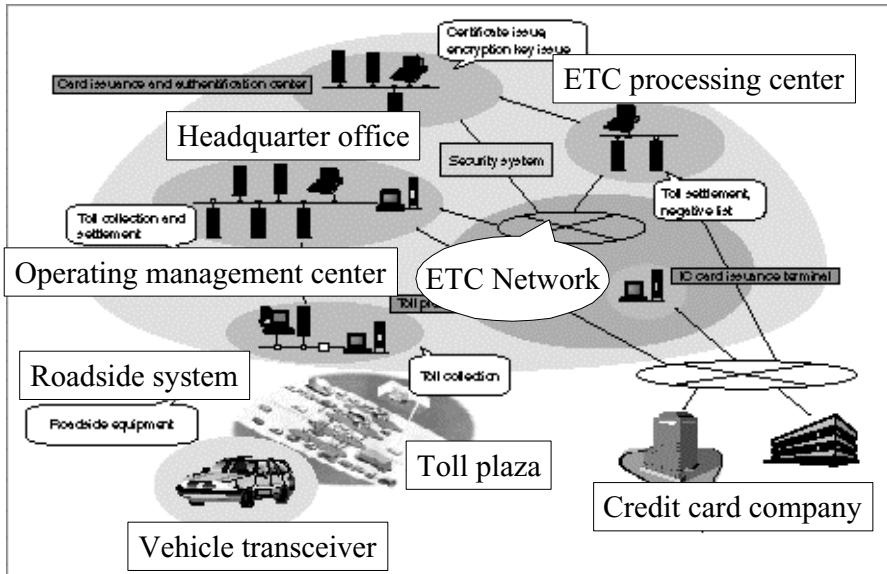 Certificate issue,
encryption key issue
ETC processing center
Card issuance and authentification center
Headquarter office
Security system
Toll settlement,
negative list
Toll collection and
settlement
Operating management center
ETC Network
IC card issuance terminal
Toll
Roadside system
Toll collection
Roadside equipment
Toll plaza
Credit card company
Vehicle transceiver